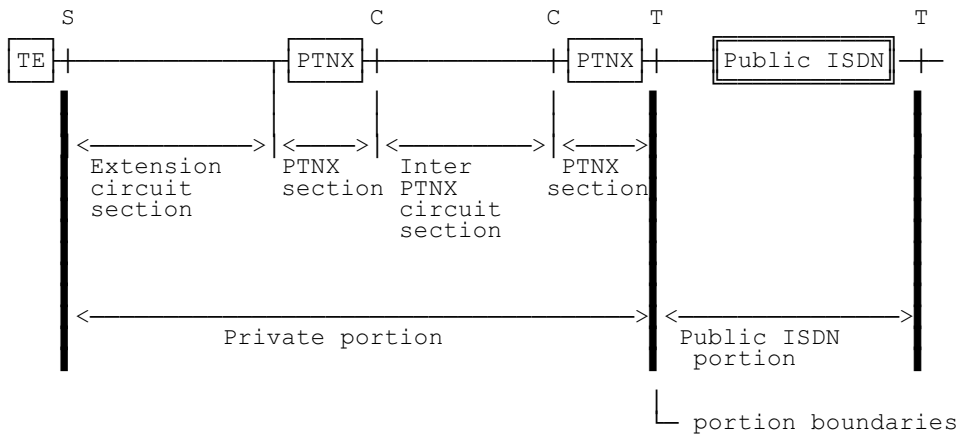 S C C T T
TE PTNX PTNX Public ISDN
Extension PTNX Inter PTNX
circuit section PTNX section
section circuit
section
Private portion Public ISDN
portion
portion boundaries